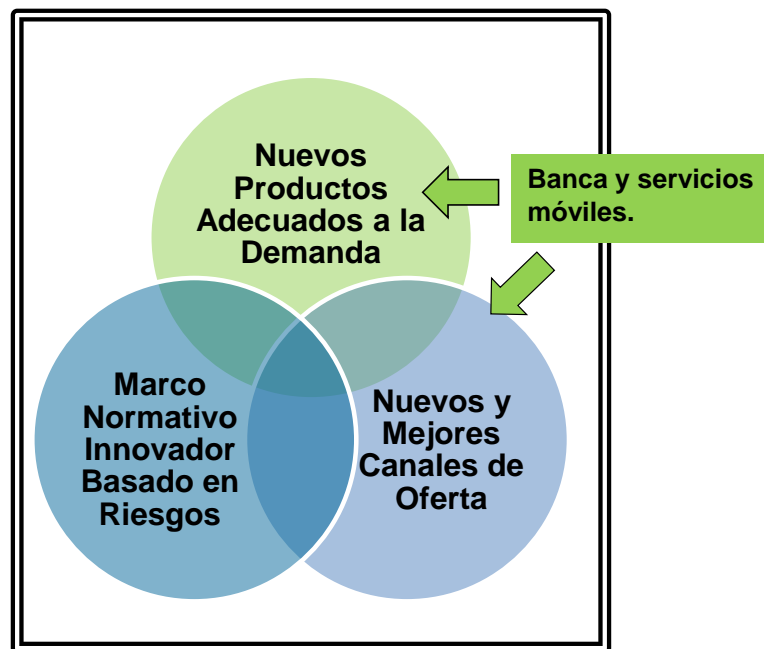 Nuevos
Productos
Adecuados a la
Demanda
Banca y servicios
móviles.
Marco
Normativo
Innovador
Basado en
Riesgos
Nuevos y
Mejores
Canales de
Oferta